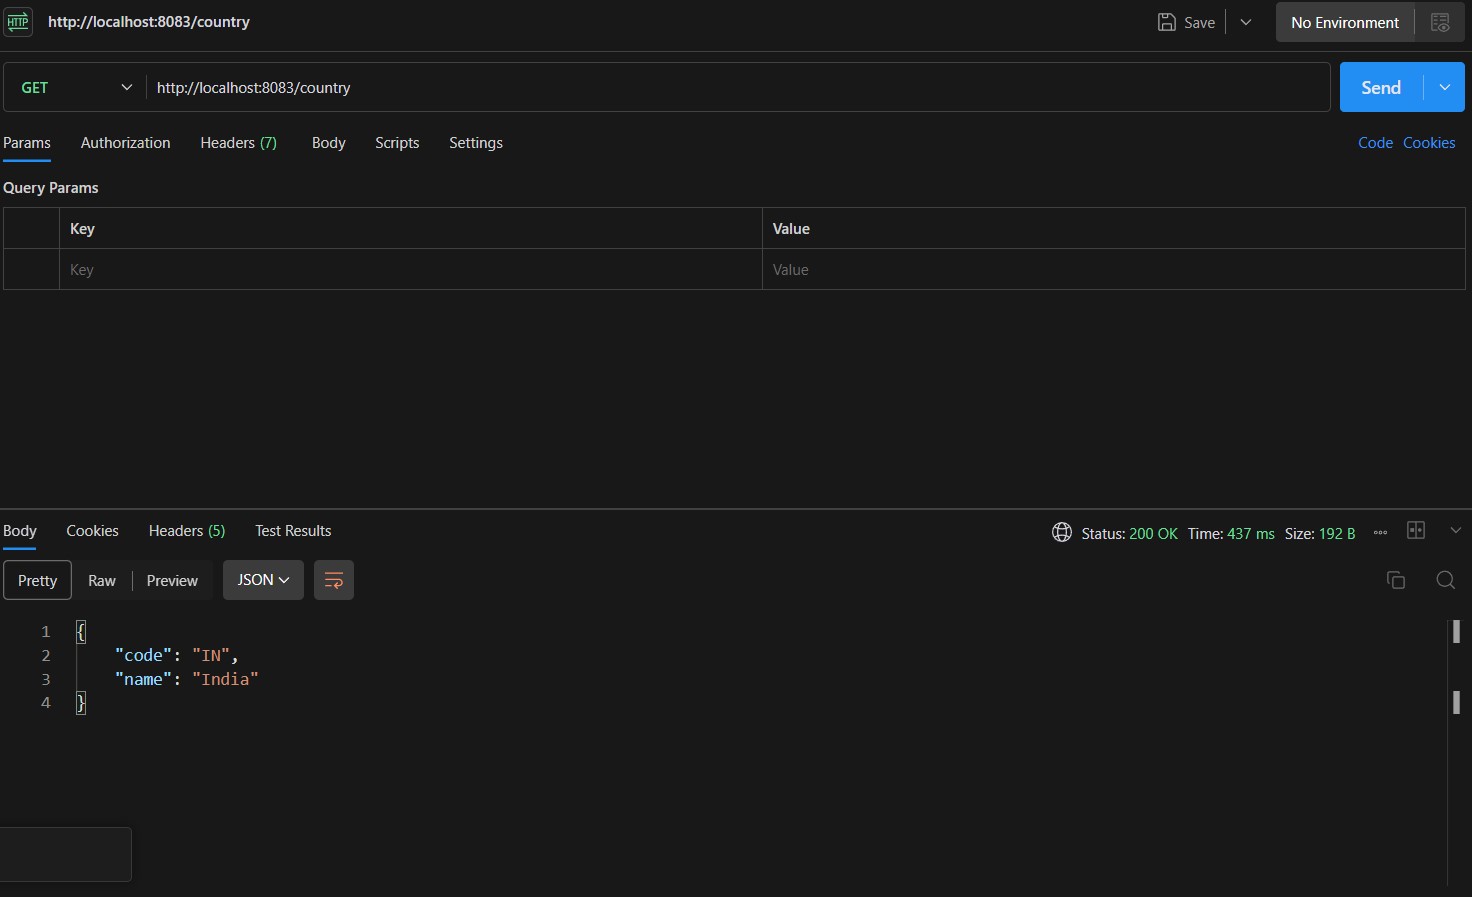 HTTP http://localhost:8083/country Save No Environment
GET http://localhost:8083/country Send
Params Authorization Headers (7) Body Scripts Settings Code Cookies
Query Params
Key Value
Key Value
Body Cookies Headers (5) Test Results Status: 200 OK Time: 437 ms Size: 192 B
Pretty Raw Preview JSON
1 {
2 "code": "IN",
3 "name": "India"
4 }